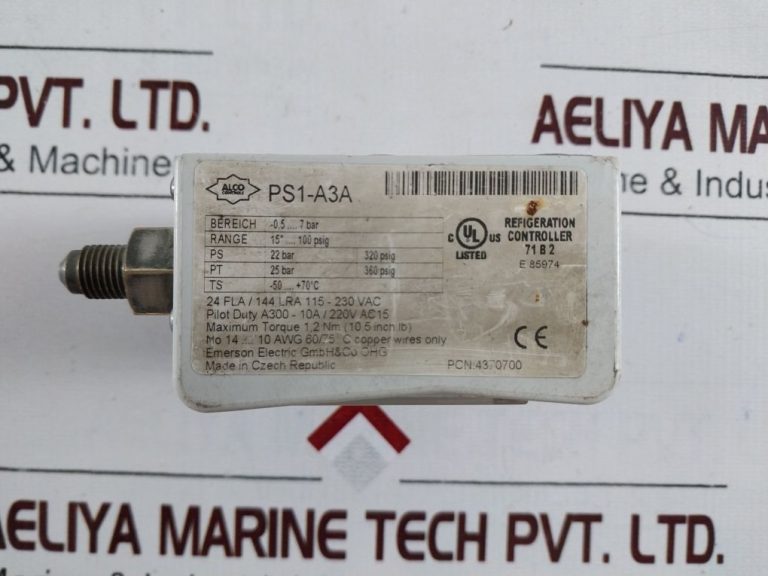 PVT. LTD.
& Machine
AELIYA MAR
ne & Indus
ALCO
CONTROLS
PS1-A3A
BEREICH -0,5 .... 7 bar
RANGE 15" .... 100 psig
PS 22 bar 320 psig
PT 25 bar 360 psig
TS -50 .... +70°C
C UL US
LISTED
REFIGERATION
CONTROLLER
71 B 2
E 85974
24 FLA / 144 LRA 115 - 230 VAC
Pilot Duty A300 - 10A / 220V AC15
Maximum Torque 1,2 Nm (10.5 inch.lb)
No 14 10 AWG 60/75°C copper wires only
Emerson Electric GmbH&Co OHG
Made in Czech Republic
CE
PCN:4370700
AELIYA MARINE TECH PVT. LTD.